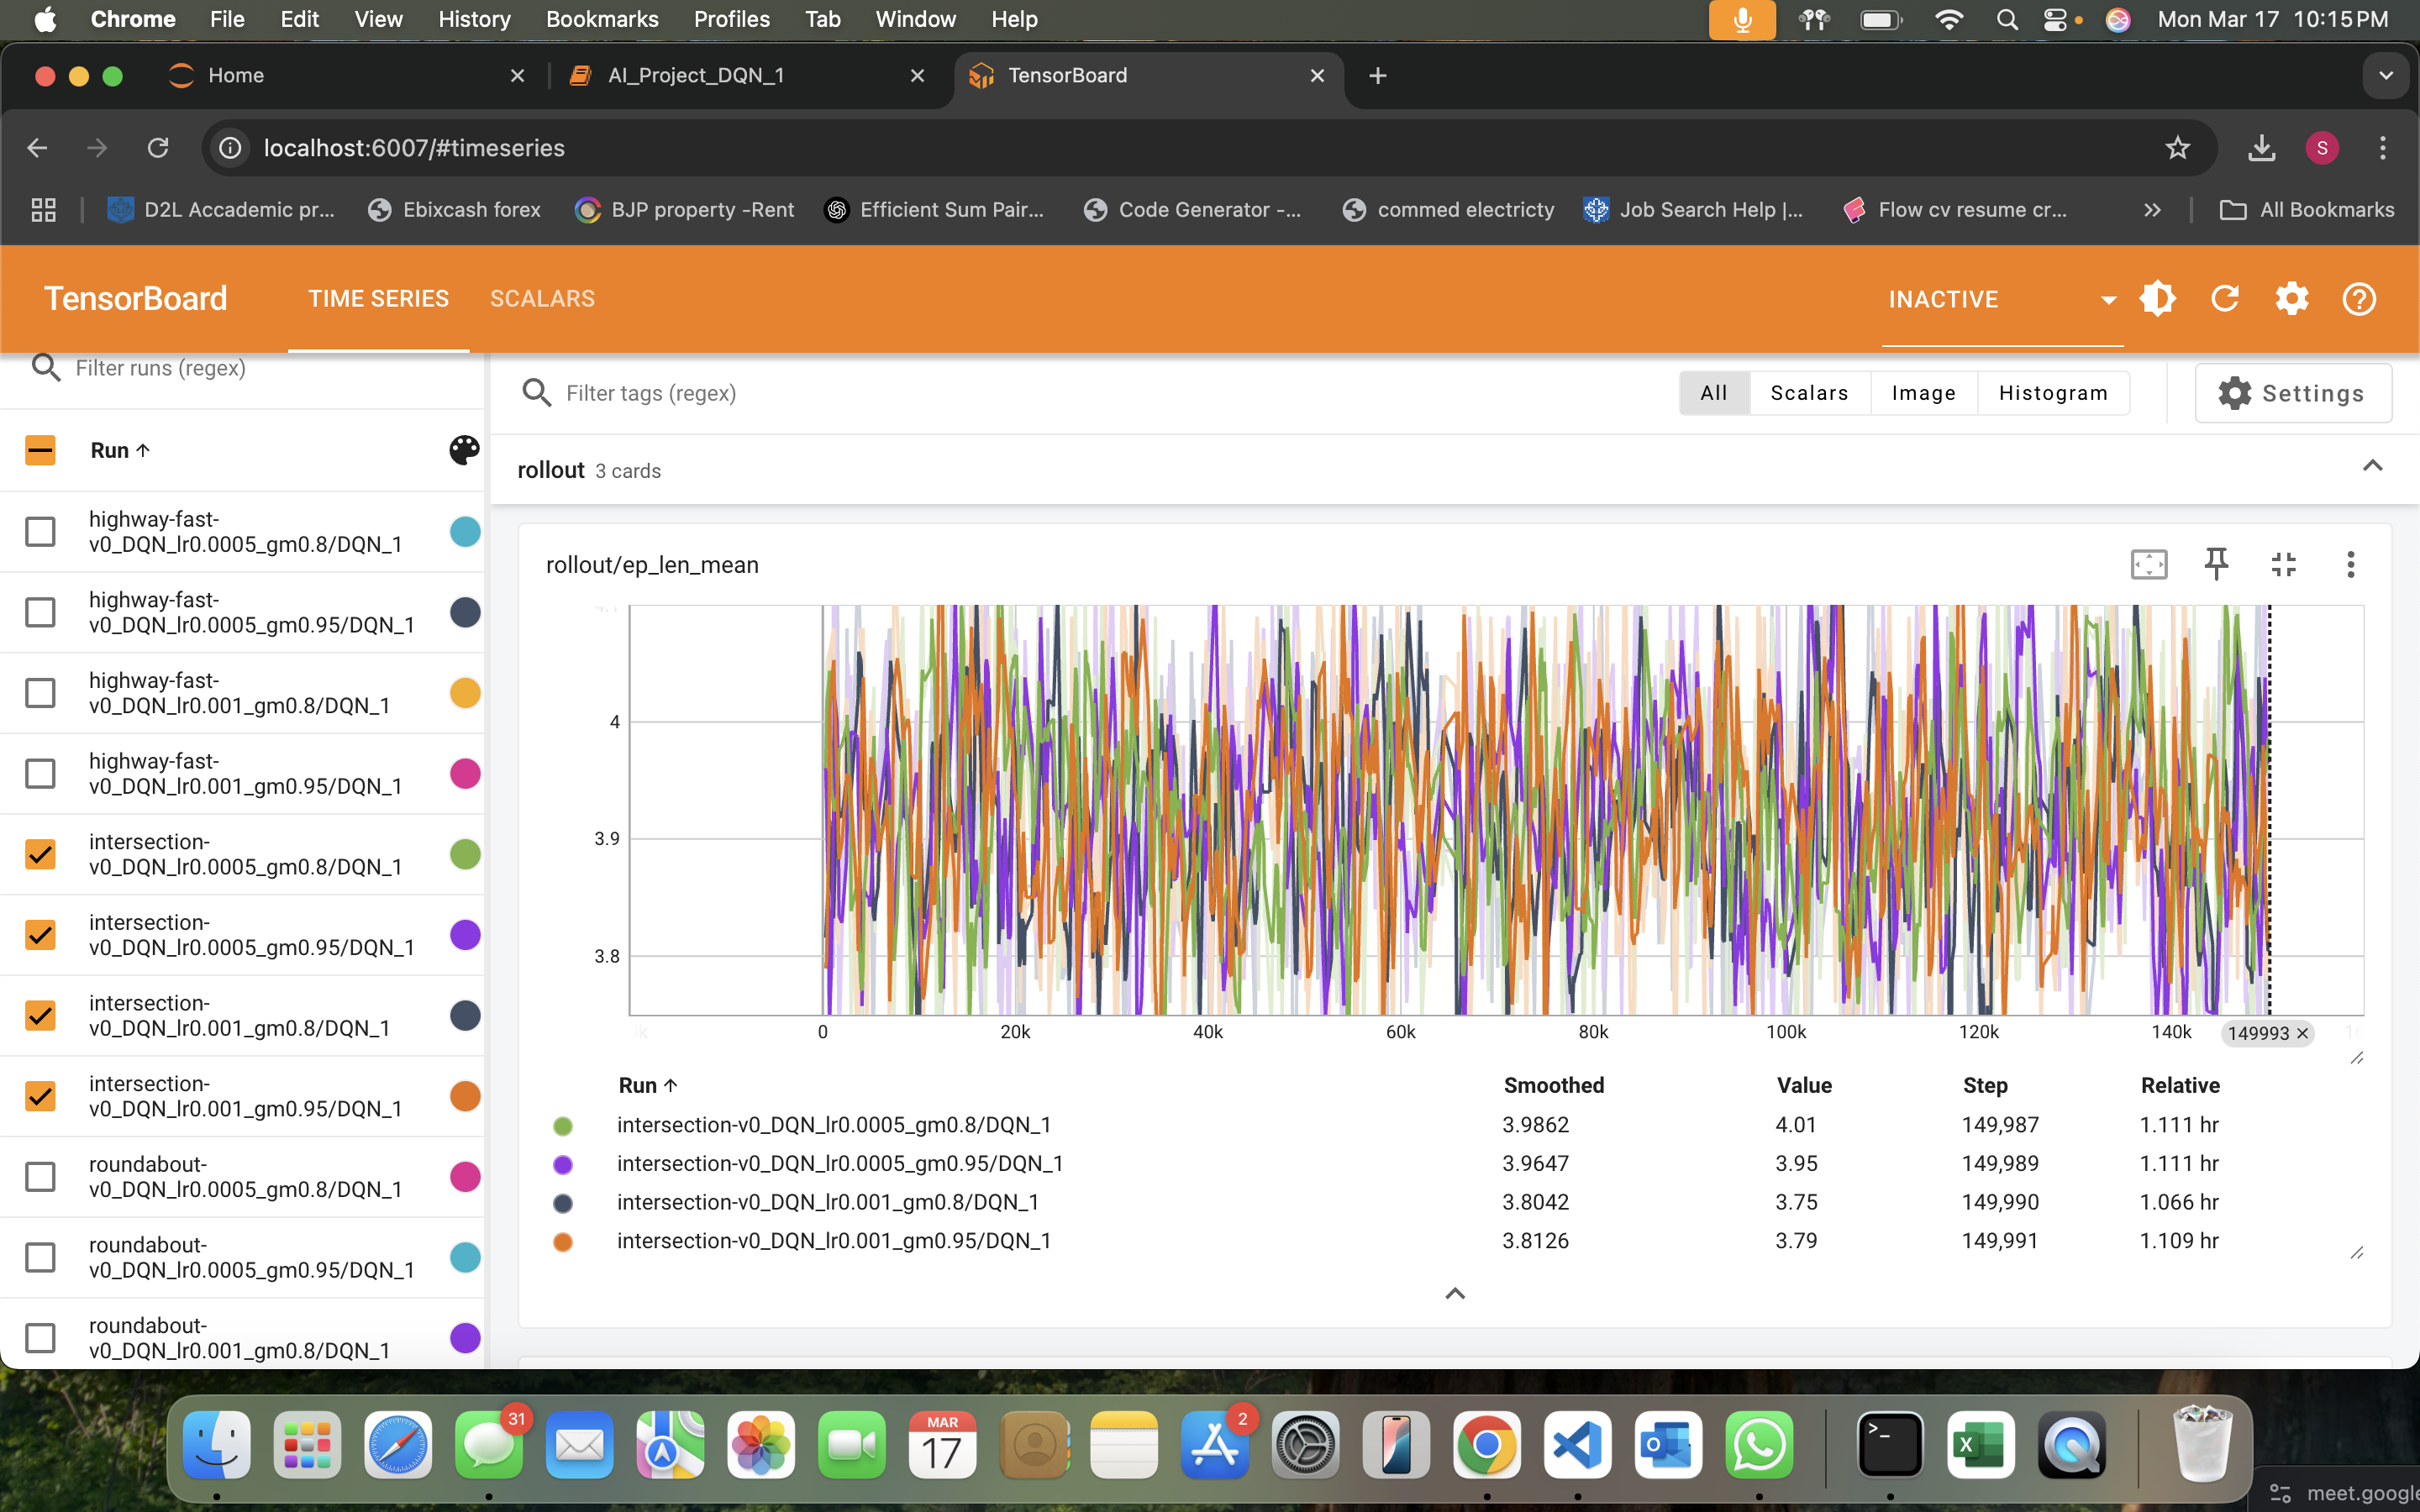 Chrome File Edit View History Bookmarks Profiles Tab Window Help Mon Mar 17 10:15 PM
Home AI_Project_DQN_1 TensorBoard
localhost:6007/#timeseries S
D2L Accademic pr... Ebixcash forex BJP property -Rent Efficient Sum Pair... Code Generator -... commed electricty Job Search Help |... Flow cv resume cr... All Bookmarks
TensorBoard TIME SERIES SCALARS INACTIVE
Filter runs (regex)
Filter tags (regex) All Scalars Image Histogram Settings
Run
rollout 3 cards
highway-fast-
v0_DQN_lr0.0005_gm0.8/DQN_1
highway-fast-
v0_DQN_lr0.0005_gm0.95/DQN_1
highway-fast-
v0_DQN_lr0.001_gm0.8/DQN_1
highway-fast-
v0_DQN_lr0.001_gm0.95/DQN_1
intersection-
v0_DQN_lr0.0005_gm0.8/DQN_1
intersection-
v0_DQN_lr0.0005_gm0.95/DQN_1
intersection-
v0_DQN_lr0.001_gm0.8/DQN_1
intersection-
v0_DQN_lr0.001_gm0.95/DQN_1
roundabout-
v0_DQN_lr0.0005_gm0.8/DQN_1
roundabout-
v0_DQN_lr0.0005_gm0.95/DQN_1
roundabout-
v0_DQN_lr0.001_gm0.8/DQN_1
rollout/ep_len_mean
4
3.9
3.8
0 20k 40k 60k 80k 100k 120k 140k 149993
Run Smoothed Value Step Relative
intersection-v0_DQN_lr0.0005_gm0.8/DQN_1 3.9862 4.01 149,987 1.111 hr
intersection-v0_DQN_lr0.0005_gm0.95/DQN_1 3.9647 3.95 149,989 1.111 hr
intersection-v0_DQN_lr0.001_gm0.8/DQN_1 3.8042 3.75 149,990 1.066 hr
intersection-v0_DQN_lr0.001_gm0.95/DQN_1 3.8126 3.79 149,991 1.109 hr
31 MAR 17 2
meet.google